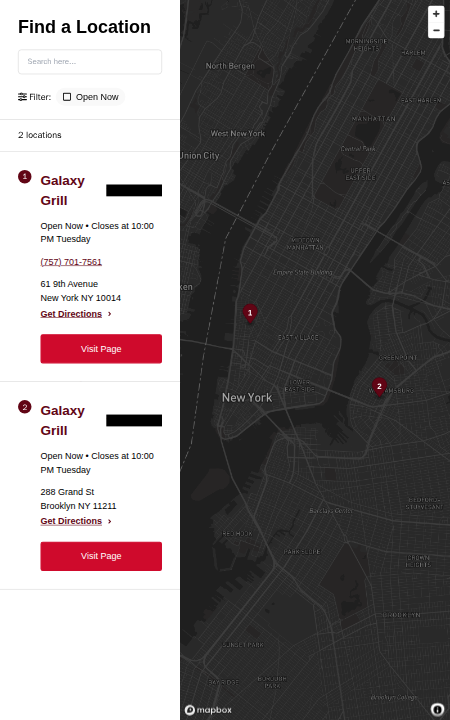 Find a Location
Search here...
Filter:
Open Now
2 locations
1
Galaxy
Grill
Open Now • Closes at 10:00
PM Tuesday
(757) 701-7561
61 9th Avenue
New York NY 10014
Get Directions ›
Visit Page
2
Galaxy
Grill
Open Now • Closes at 10:00
PM Tuesday
288 Grand St
Brooklyn NY 11211
Get Directions ›
Visit Page
+
−
MORNINGSIDE
HEIGHTS
HARLEM
North Bergen
EAST HARLEM
MANHATTAN
West New York
Central Park
Union City
UPPER
EAST SIDE
MIDTOWN
MANHATTAN
Empire State Building
ken
1
EAST VILLAGE
GREENPOINT
LOWER
EAST SIDE
2
New York
Barclays Center
RED HOOK
PARK SLOPE
CROWN
HEIGHTS
BROOKLYN
SUNSET PARK
BAY RIDGE
BOROUGH
PARK
Brooklyn College
mapbox